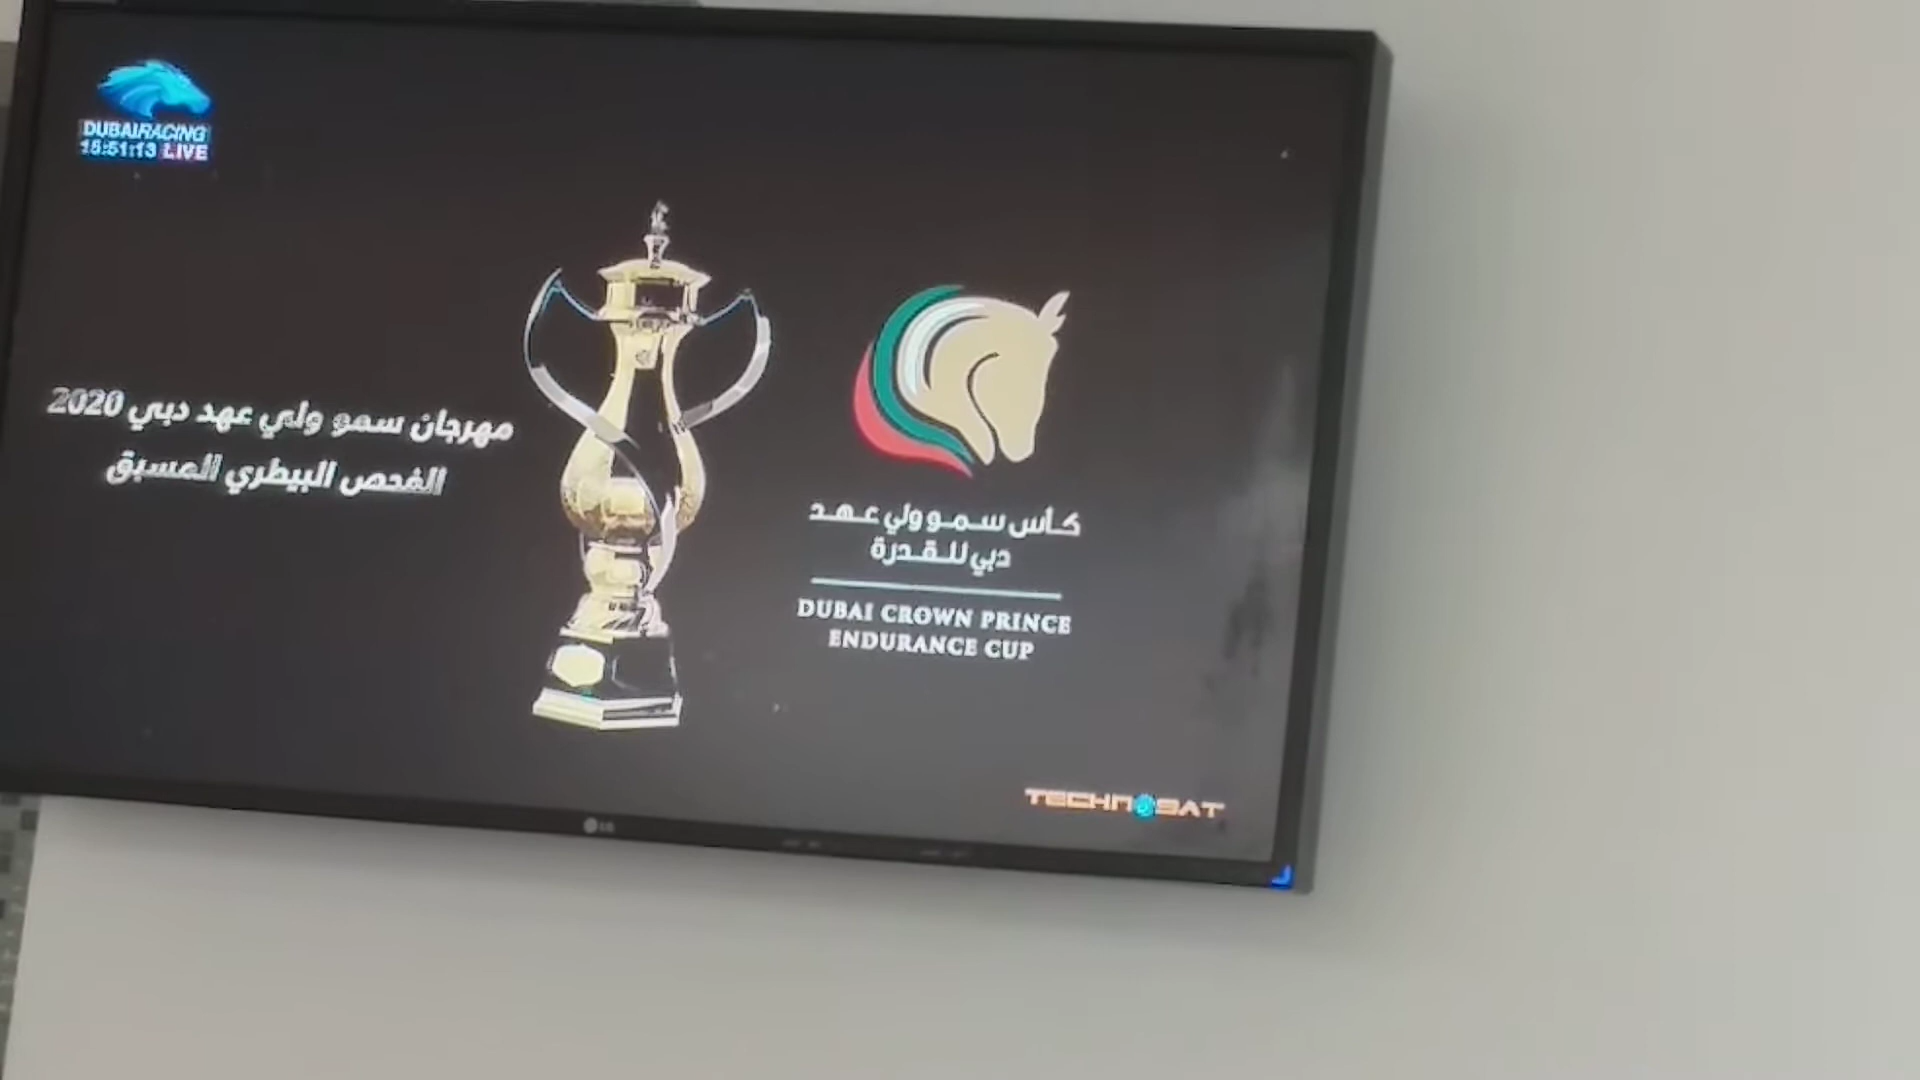 DUBAIRACING
15:51:13 LIVE
مهرجان سمو ولي عهد دبي 2020
الفحص البيطري المسبق
كأس سمو ولي عهد
دبي للقدرة
DUBAI CROWN PRINCE
ENDURANCE CUP
TECHNOSAT
LG